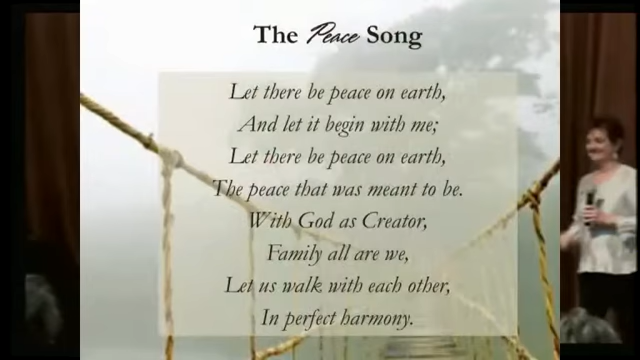 The Peace Song
Let there be peace on earth,
And let it begin with me;
Let there be peace on earth,
The peace that was meant to be.
With God as Creator,
Family all are we,
Let us walk with each other,
In perfect harmony.